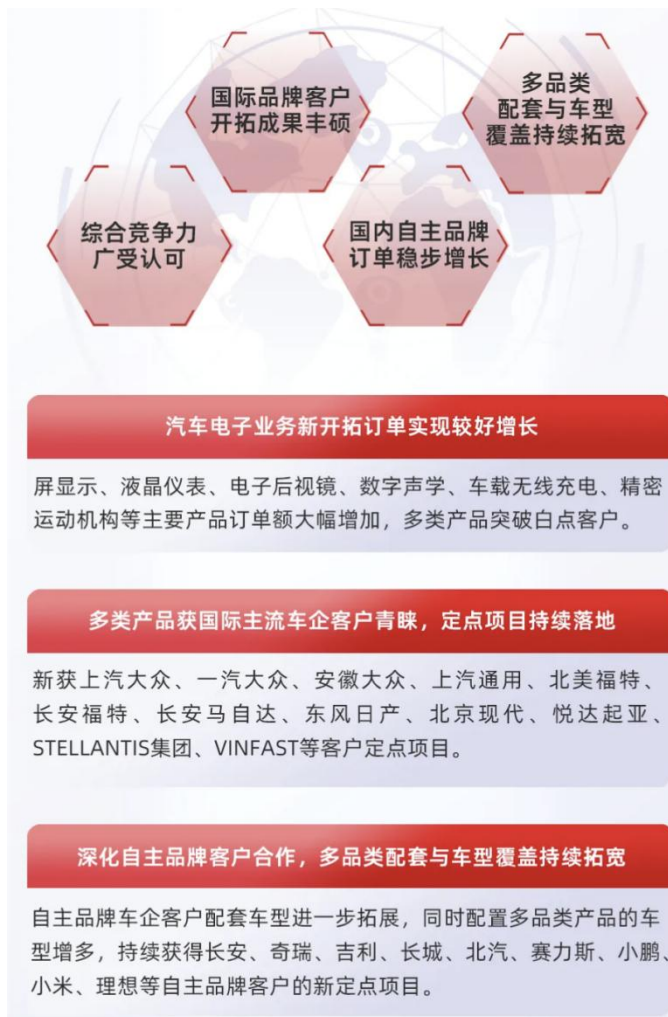 国际品牌客户
开拓成果丰硕
多品类
配套与车型
覆盖持续拓宽
综合竞争力
广受认可
国内自主品牌
订单稳步增长
汽车电子业务新开拓订单实现较好增长
屏显示、液晶仪表、电子后视镜、数字声学、车载无线充电、精密
运动机构等主要产品订单额大幅增加，多类产品突破白点客户。
多类产品获国际主流车企客户青睐，定点项目持续落地
新获上汽大众、一汽大众、安徽大众、上汽通用、北美福特、
长安福特、长安马自达、东风日产、北京现代、悦达起亚、
STELLANTIS集团、VINFAST等客户定点项目。
深化自主品牌客户合作，多品类配套与车型覆盖持续拓宽
自主品牌车企客户配套车型进一步拓展，同时配置多品类产品的车
型增多，持续获得长安、奇瑞、吉利、长城、北汽、赛力斯、小鹏、
小米、理想等自主品牌客户的新定点项目。